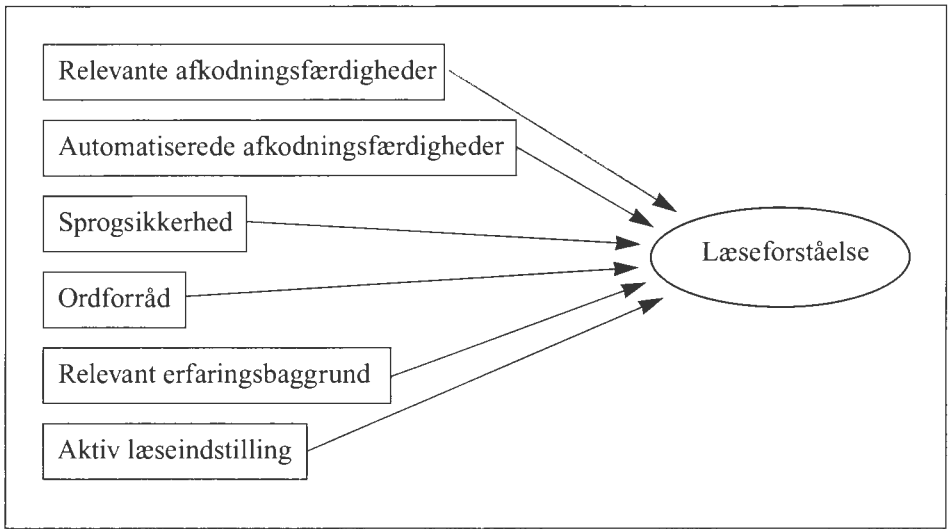 Relevante afkodningsfærdigheder
Automatiserede afkodningsfærdigheder
Sprogsikkerhed
Læseforståelse
Ordforråd
Relevant erfaringsbaggrund
Aktiv læseindstilling